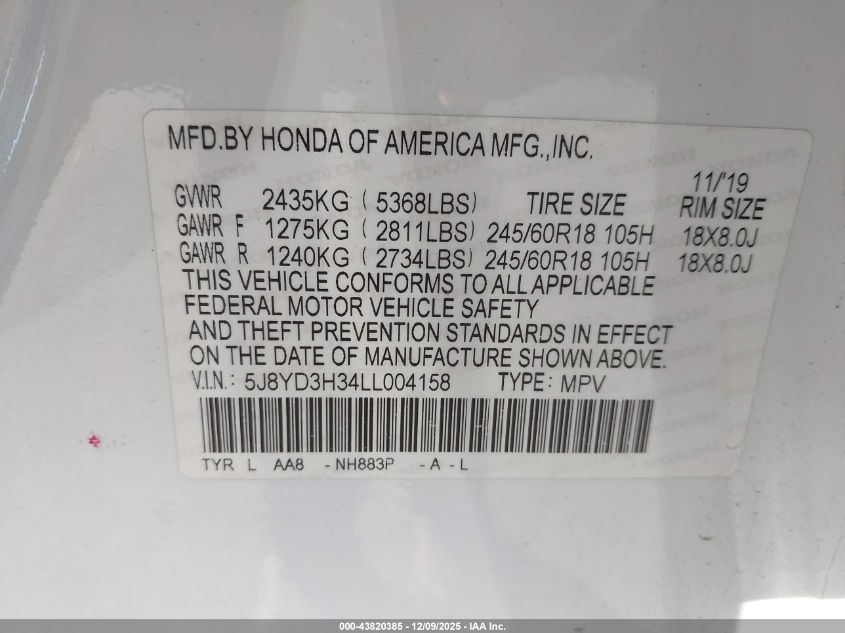 MFD.BY HONDA OF AMERICA MFG.,INC.
11/'19
GVWR 2435KG ( 5368LBS) TIRE SIZE RIM SIZE
GAWR F 1275KG ( 2811LBS) 245/60R18 105H 18X8.0J
GAWR R 1240KG ( 2734LBS) 245/60R18 105H 18X8.0J
THIS VEHICLE CONFORMS TO ALL APPLICABLE
FEDERAL MOTOR VEHICLE SAFETY
AND THEFT PREVENTION STANDARDS IN EFFECT
ON THE DATE OF MANUFACTURE SHOWN ABOVE.
V.I.N.: 5J8YD3H34LL004158 TYPE: MPV
TYR L AA8 -NH883P -A -L
000-43820385 - 12/09/2025 - IAA Inc.